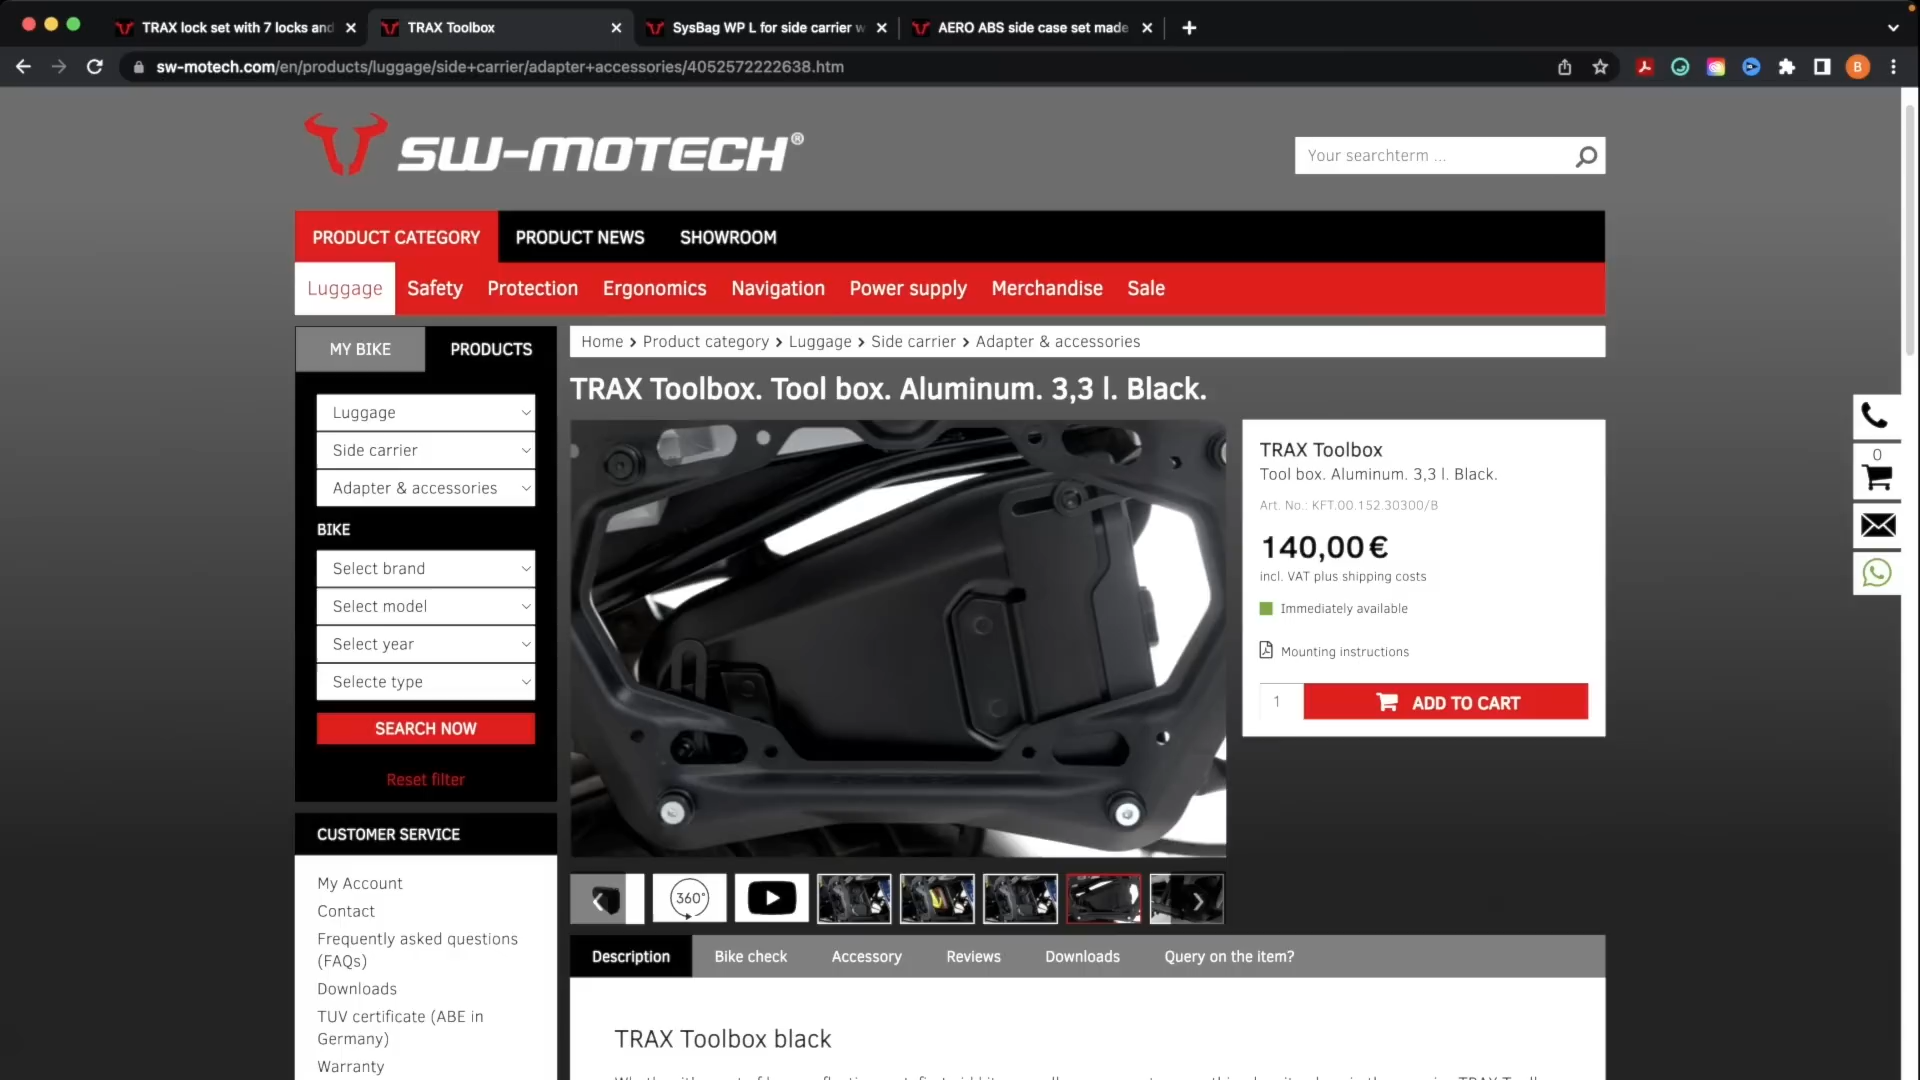 TRAX lock set with 7 locks and
TRAX Toolbox
SysBag WP L for side carrier w
AERO ABS side case set made
sw-motech.com/en/products/luggage/side+carrier/adapter+accessories/4052572222638.htm
B
SW-MOTECH®
Your searchterm ...
PRODUCT CATEGORY
PRODUCT NEWS
SHOWROOM
Luggage
Safety
Protection
Ergonomics
Navigation
Power supply
Merchandise
Sale
MY BIKE
PRODUCTS
Luggage
Side carrier
Adapter & accessories
BIKE
Select brand
Select model
Select year
Selecte type
SEARCH NOW
Reset filter
CUSTOMER SERVICE
My Account
Contact
Frequently asked questions
(FAQs)
Downloads
TUV certificate (ABE in
Germany)
Warranty
Home > Product category > Luggage > Side carrier > Adapter & accessories
TRAX Toolbox. Tool box. Aluminum. 3,3 l. Black.
TRAX Toolbox
Tool box. Aluminum. 3,3 l. Black.
Art. No.: KFT.00.152.30300/B
140,00 €
incl. VAT plus shipping costs
Immediately available
Mounting instructions
1
ADD TO CART
0
360°
Description
Bike check
Accessory
Reviews
Downloads
Query on the item?
TRAX Toolbox black